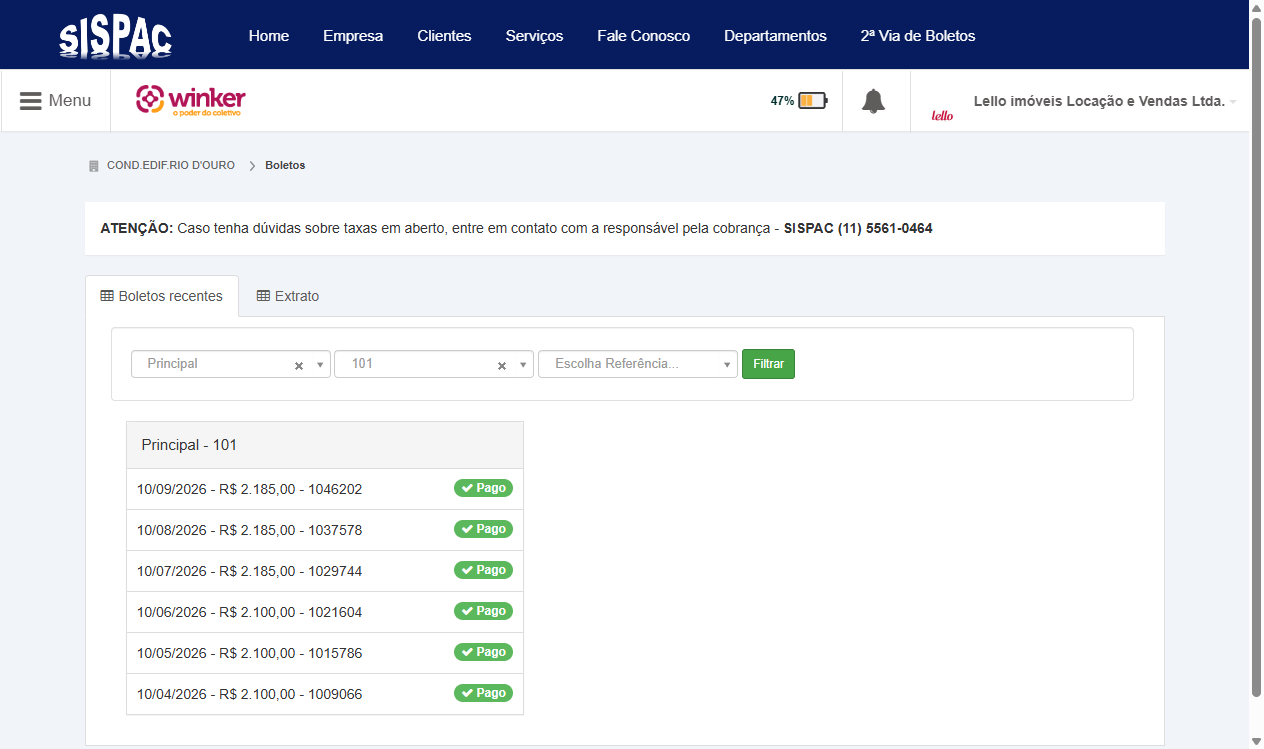 SISPAC
Home Empresa Clientes Serviços Fale Conosco Departamentos 2ª Via de Boletos
Menu winker 47% lello Lello imóveis Locação e Vendas Ltda.
o poder do coletivo
COND.EDIF.RIO D'OURO > Boletos
ATENÇÃO: Caso tenha dúvidas sobre taxas em aberto, entre em contato com a responsável pela cobrança - SISPAC (11) 5561-0464
Boletos recentes Extrato
Principal × 101 × Escolha Referência... Filtrar
Principal - 101
10/09/2026 - R$ 2.185,00 - 1046202 Pago
10/08/2026 - R$ 2.185,00 - 1037578 Pago
10/07/2026 - R$ 2.185,00 - 1029744 Pago
10/06/2026 - R$ 2.100,00 - 1021604 Pago
10/05/2026 - R$ 2.100,00 - 1015786 Pago
10/04/2026 - R$ 2.100,00 - 1009066 Pago